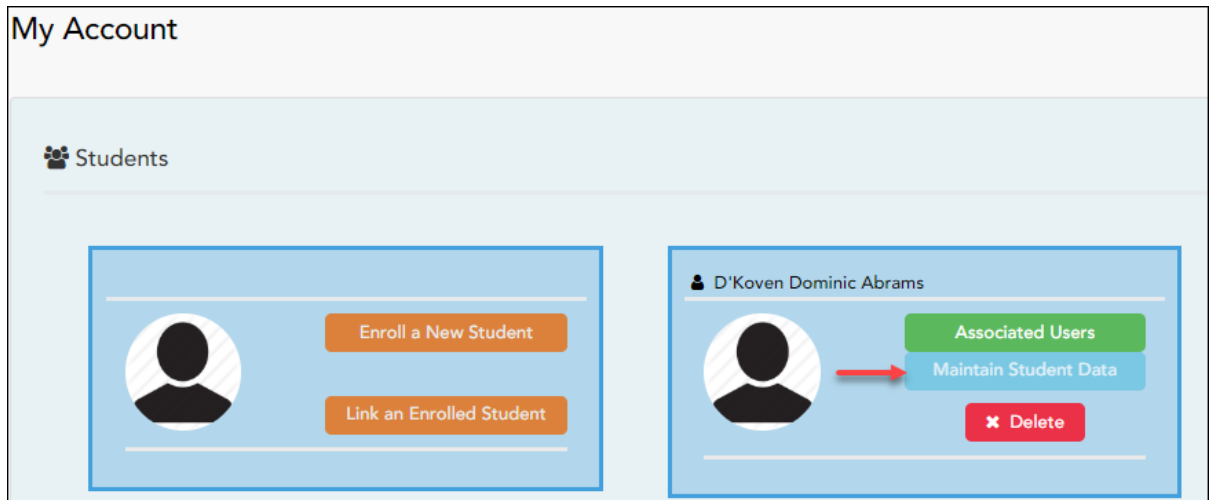 My Account
Students
Enroll a New Student
Link an Enrolled Student
D'Koven Dominic Abrams
Associated Users
Maintain Student Data
Delete